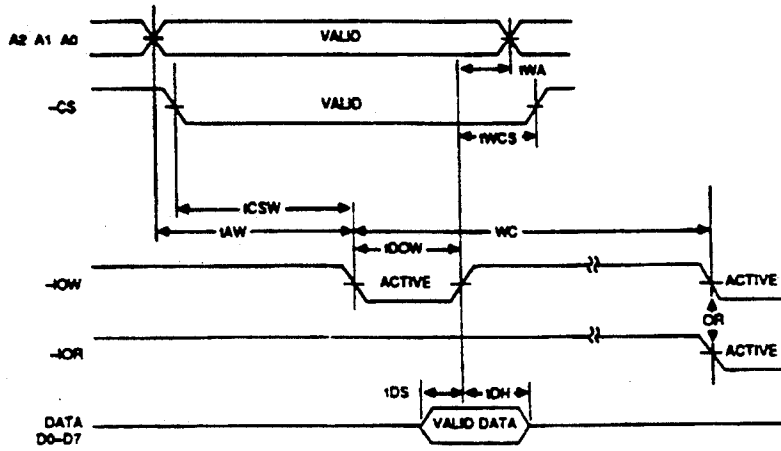 A2 A1 A0 VALID
tWA
-CS VALID
tWCS
tCSW
tAW WC
tDOW
-IOW ACTIVE ACTIVE
OR
-IOR ACTIVE
tDS tDH
DATA
D0-D7 VALID DATA